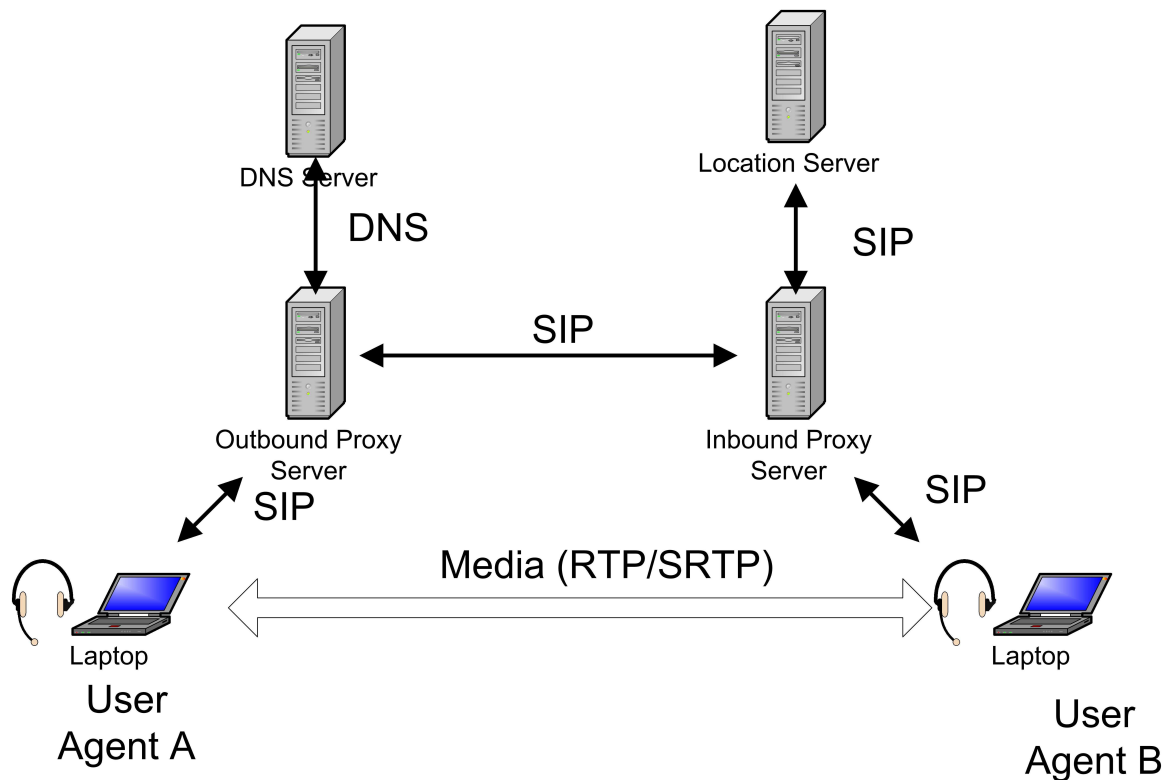 DNS Server
Location Server
DNS
SIP
SIP
Outbound Proxy
Server
Inbound Proxy
Server
SIP
SIP
Media (RTP/SRTP)
Laptop
Laptop
User
Agent A
User
Agent B